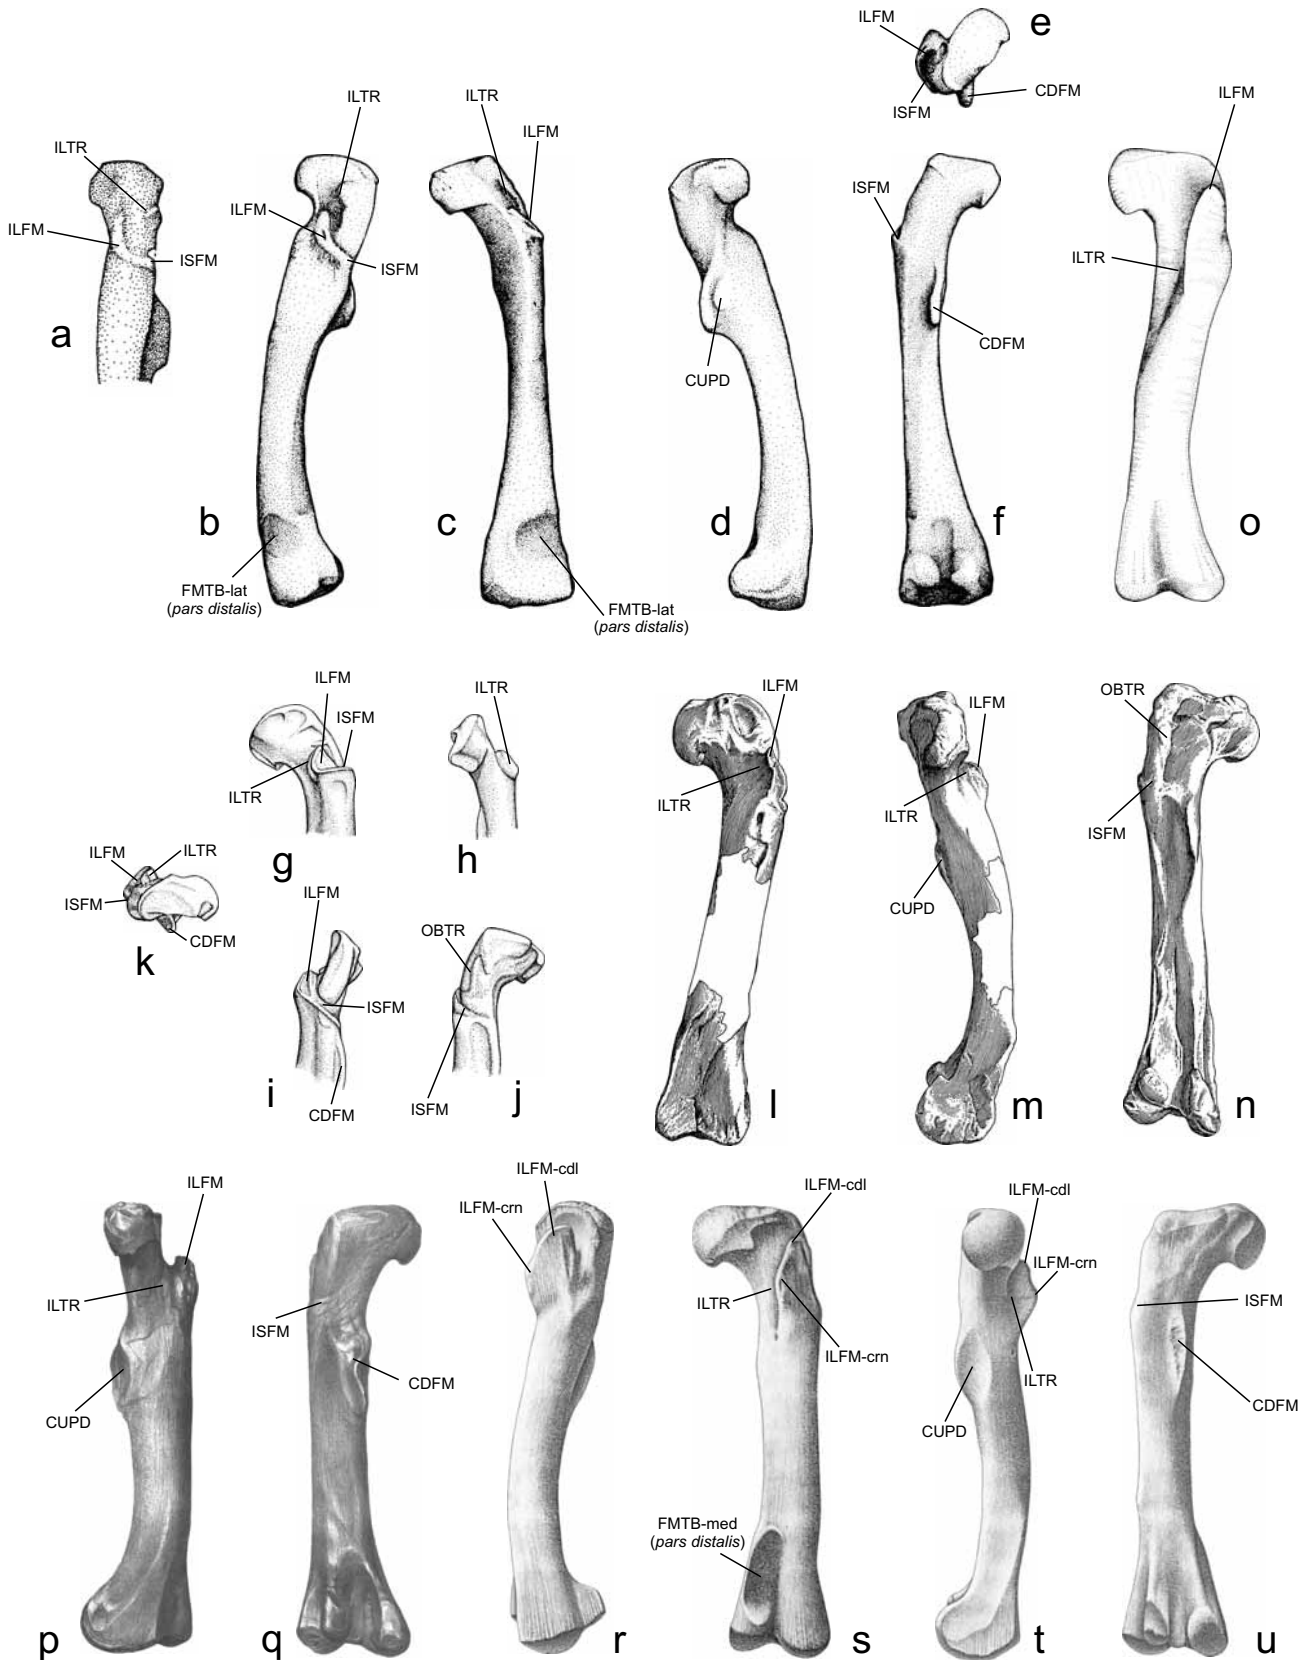 ILFM
e
CDFM
ISFM
ILTR
ILTR
ILFM
ILFM
ILTR
ILFM
ILFM
ISFM
ISFM
ISFM
ILTR
a
CDFM
CUPD
b
c
d
f
o
FMTB-lat
(pars distalis)
FMTB-lat
(pars distalis)
ILFM
ILTR
ISFM
ILFM
OBTR
ILFM
ILTR
ILTR
ILTR
ISFM
g
h
ILFM
ILTR
ISFM
CDFM
k
ILFM
OBTR
CUPD
ISFM
i
CDFM
j
ISFM
l
m
n
ILFM-cdl
ILFM-cdl
ILFM
ILFM-cdl
ILFM-crn
ILFM-crn
ILTR
ISFM
ILTR
ISFM
ILFM-crn
ILTR
CDFM
CDFM
CUPD
CUPD
FMTB-med
(pars distalis)
p
q
r
s
t
u